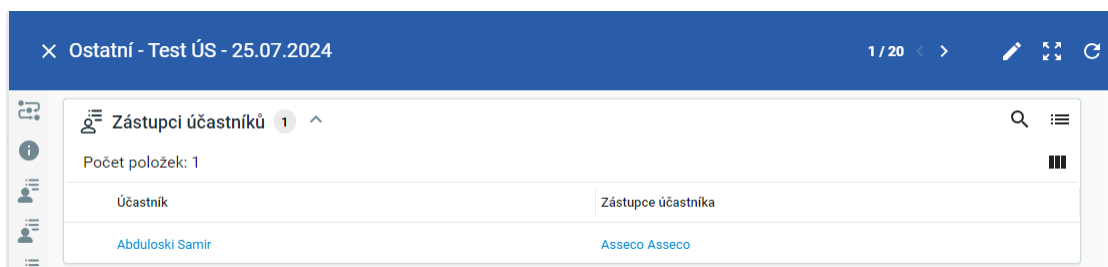 Ostatní - Test ÚS - 25.07.2024
1 / 20
Zástupci účastníků 1
Počet položek: 1
Účastník Zástupce účastníka
Abduloski Samir Asseco Asseco